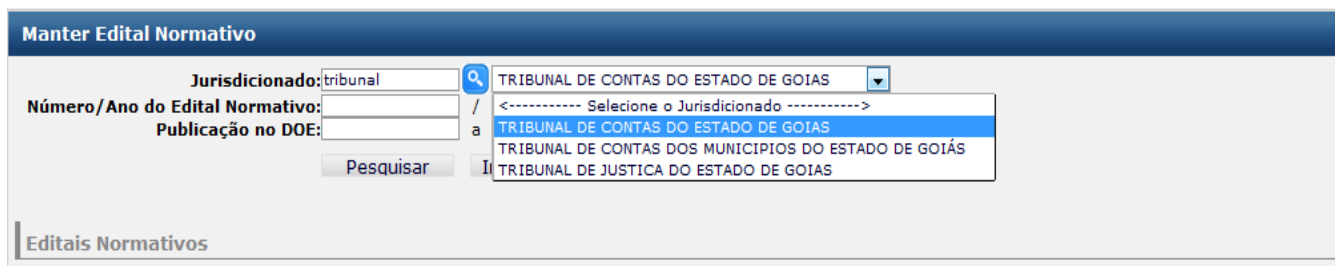 Manter Edital Normativo
Jurisdicionado: tribunal TRIBUNAL DE CONTAS DO ESTADO DE GOIAS
Número/Ano do Edital Normativo: / <----------- Selecione o Jurisdicionado ----------->
Publicação no DOE: a TRIBUNAL DE CONTAS DO ESTADO DE GOIAS
TRIBUNAL DE CONTAS DOS MUNICIPIOS DO ESTADO DE GOIÁS
Pesquisar TRIBUNAL DE JUSTICA DO ESTADO DE GOIAS
Editais Normativos